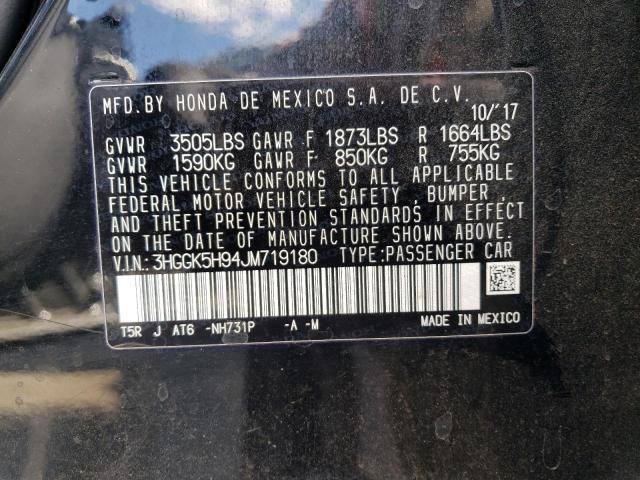 MFD. BY HONDA DE MEXICO S.A. DE C.V.
10/'17
GVWR 3505LBS GAWR F 1873LBS R 1664LBS
GVWR 1590KG GAWR F 850KG R 755KG
THIS VEHICLE CONFORMS TO ALL APPLICABLE
FEDERAL MOTOR VEHICLE SAFETY, BUMPER,
AND THEFT PREVENTION STANDARDS IN EFFECT
ON THE DATE OF MANUFACTURE SHOWN ABOVE.
V.I.N.: 3HGGK5H94JM719180 TYPE:PASSENGER CAR
T5R J AT6 -NH731P -A -M MADE IN MEXICO